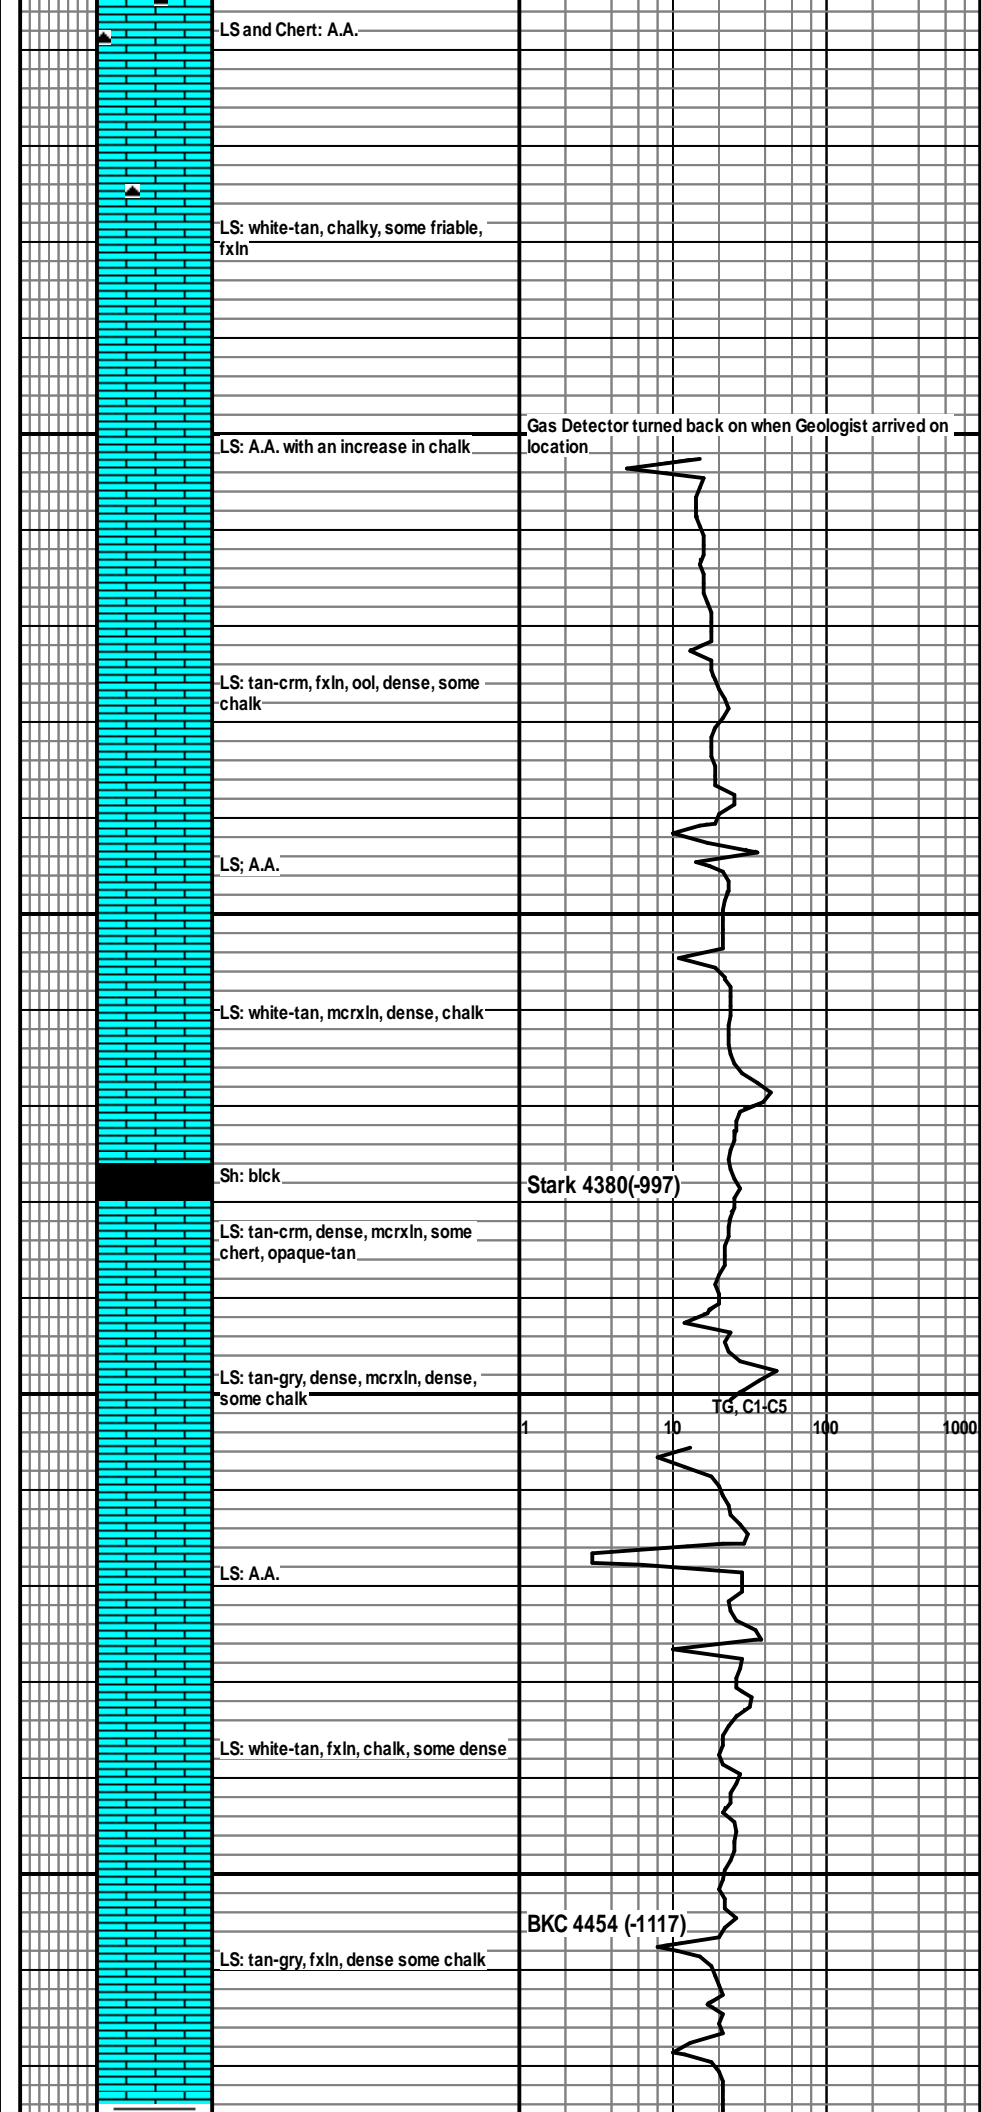 LS and Chert: A.A.
LS: white-tan, chalky, some friable,
fxln
Gas Detector turned back on when Geologist arrived on
location
LS: A.A. with an increase in chalk
LS: tan-crm, fxln, ool, dense, some
chalk
LS; A.A.
LS: white-tan, mcrxln, dense, chalk
Sh: blck
Stark 4380(-997)
LS: tan-crm, dense, mcrxln, some
chert, opaque-tan
LS: tan-gry, dense, mcrxln, dense,
some chalk
TG, C1-C5
1 10 100 1000
LS: A.A.
LS: white-tan, fxln, chalk, some dense
BKC 4454 (-1117)
LS: tan-gry, fxln, dense some chalk